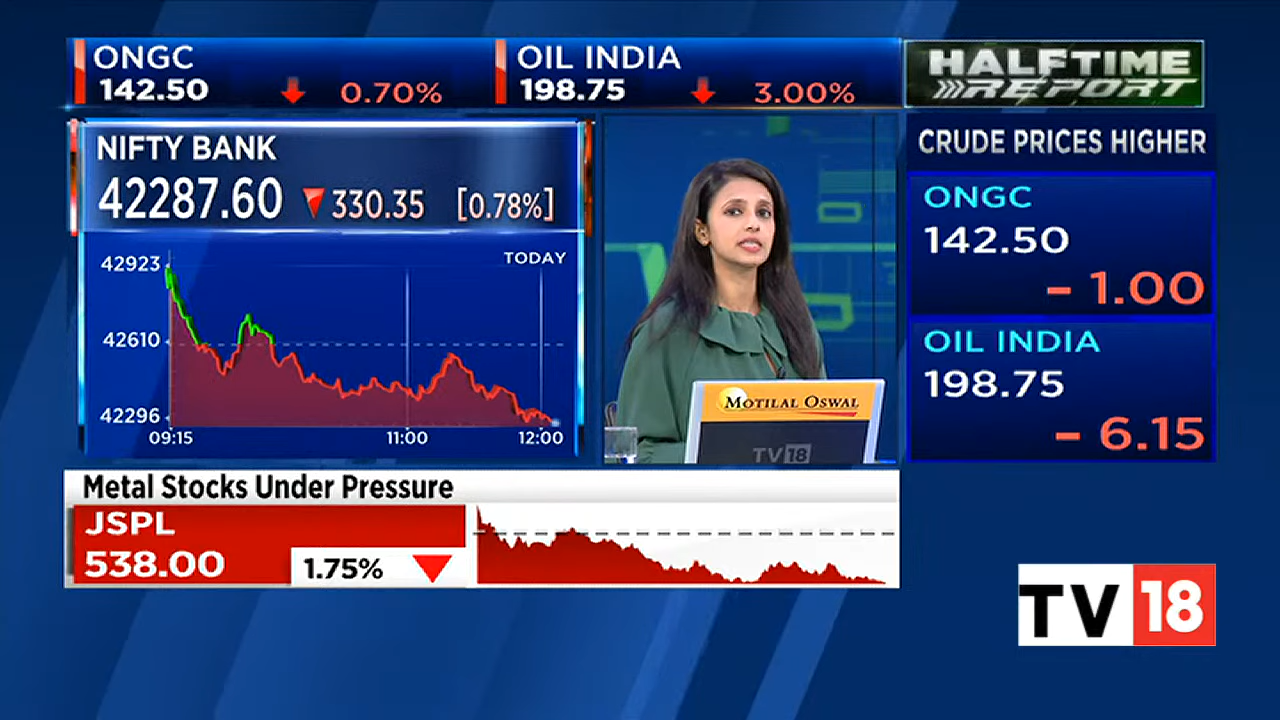 ONGC
142.50 0.70%
OIL INDIA
198.75 3.00%
HALFTIME
REPORT
NIFTY BANK
42287.60 330.35 [0.78%]
TODAY
42923
42610
42296
09:15 11:00 12:00
MOTILAL OSWAL
TV18
CRUDE PRICES HIGHER
ONGC
142.50
- 1.00
OIL INDIA
198.75
- 6.15
Metal Stocks Under Pressure
JSPL
538.00 1.75%
TV18